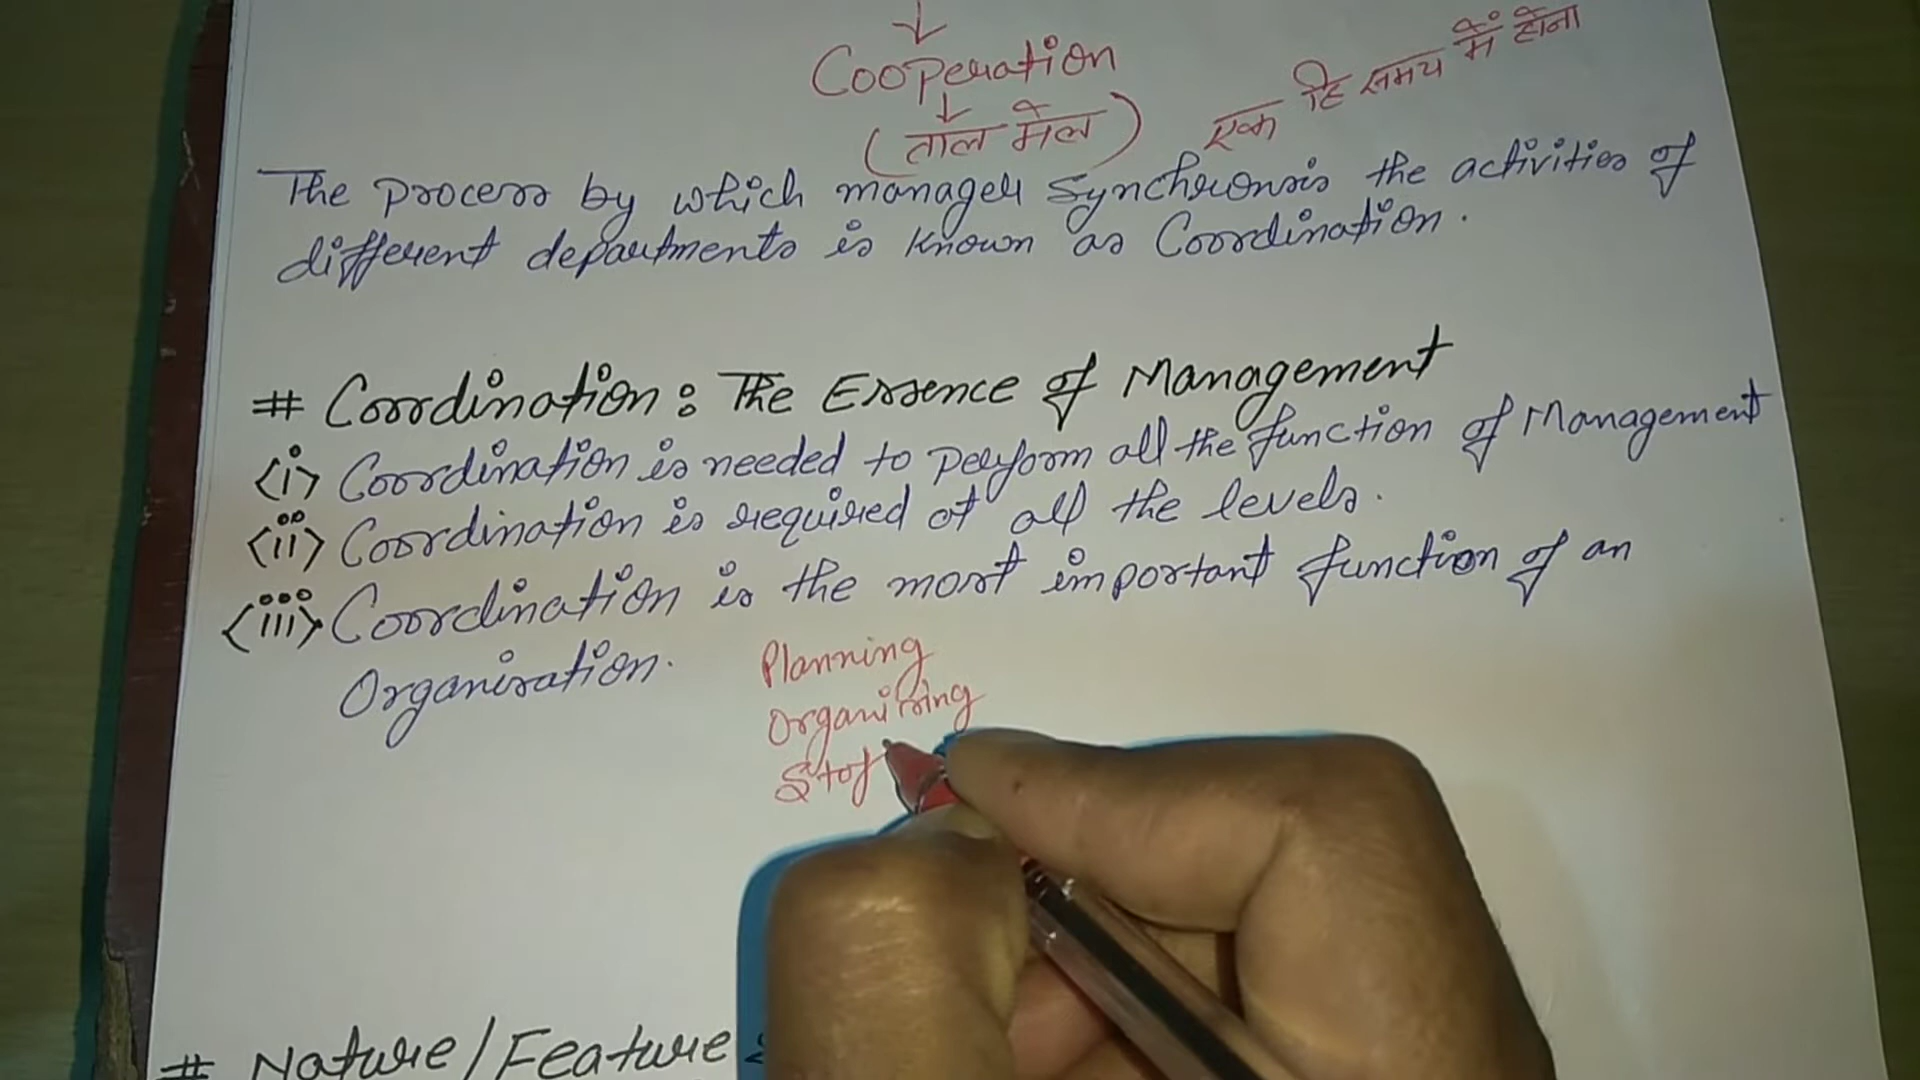 Cooperation
(ताल मेल)
एक हि समय में होना
The process by which manager Synchronsis the activities of
different departments is known as Coordination.
# Coordination: The Essence of Management
(i) Coordination is needed to perform all the function of Management
(ii) Coordination is required at all the levels.
(iii) Coordination is the most important function of an
Organisation.
Planning
Organising
Staf
# Nature/Feature